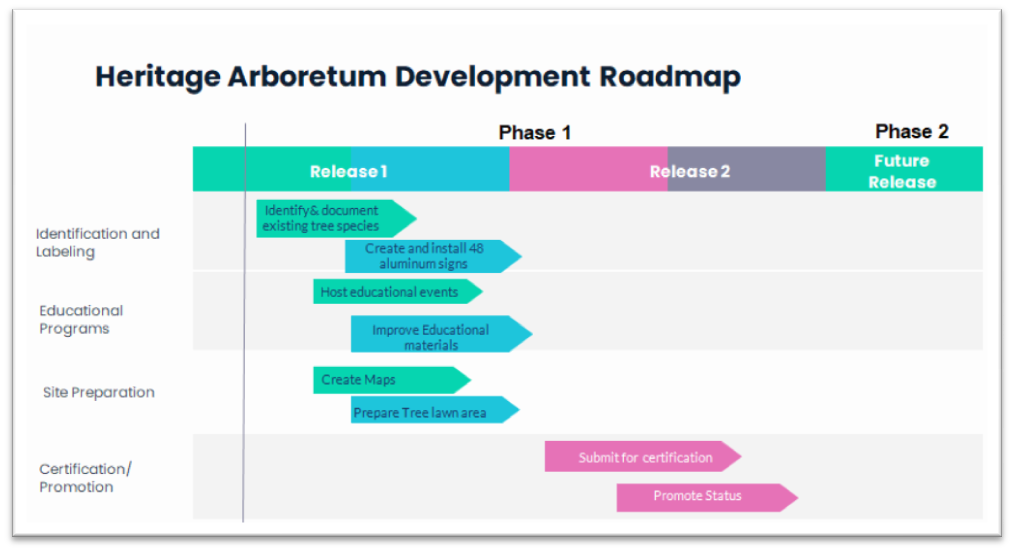 Heritage Arboretum Development Roadmap
Phase 1
Phase 2
Release 1
Release 2
Future
Release
Identification and
Labeling
Identify& document
existing tree species
Create and install 48
aluminum signs
Educational
Programs
Host educational events
Improve Educational
materials
Site Preparation
Create Maps
Prepare Tree lawn area
Certification/
Promotion
Submit for certification
Promote Status